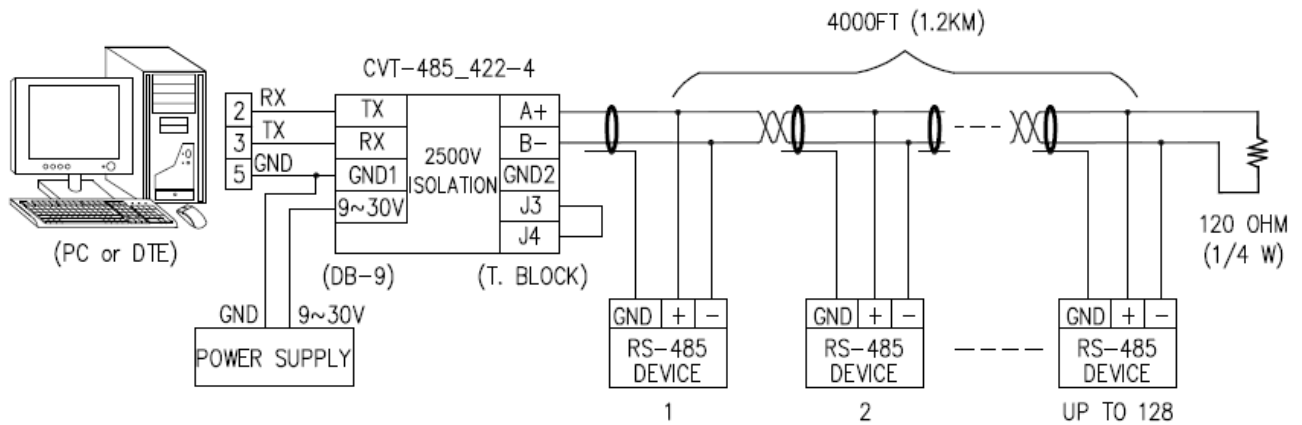 4000FT (1.2KM)
CVT-485_422-4
2 RX TX A+
3 TX RX B-
5 GND GND1 GND2
2500V
ISOLATION
9~30V J3
J4
(PC or DTE)
(DB-9) (T. BLOCK)
120 OHM
(1/4 W)
GND 9~30V
POWER SUPPLY
GND + -
RS-485
DEVICE
1
GND + -
RS-485
DEVICE
2
GND + -
RS-485
DEVICE
UP TO 128